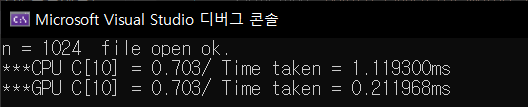 Microsoft Visual Studio 디버그 콘솔
n = 1024  file open ok.
***CPU C[10] = 0.703/ Time taken = 1.119300ms
***GPU C[10] = 0.703/ Time taken = 0.211968ms